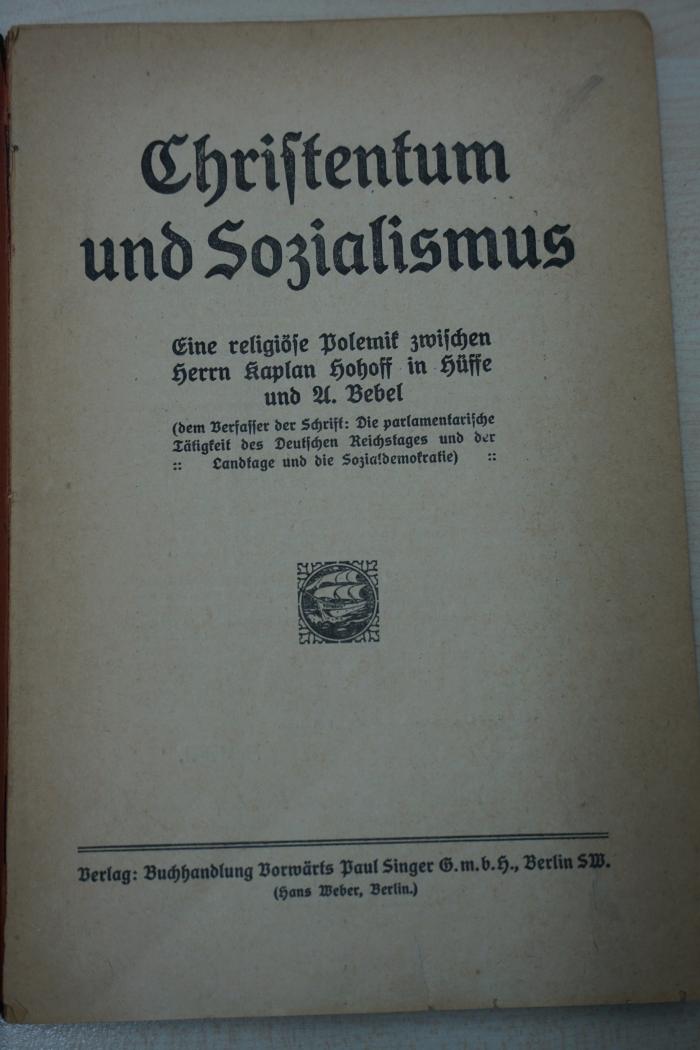 Chriſtentum
und Sozialismus
Eine religiöſe Polemik zwiſchen
Herrn Kaplan Hohoff in Hüffe
und A. Bebel
(dem Verfaſſer der Schrift: Die parlamentariſche
Tätigkeit des Deutſchen Reichstages und der
:: Landtage und die Sozialdemokratie) ::
Verlag: Buchhandlung Vorwärts Paul Singer G.m.b.H., Berlin SW.
(Hans Weber, Berlin.)